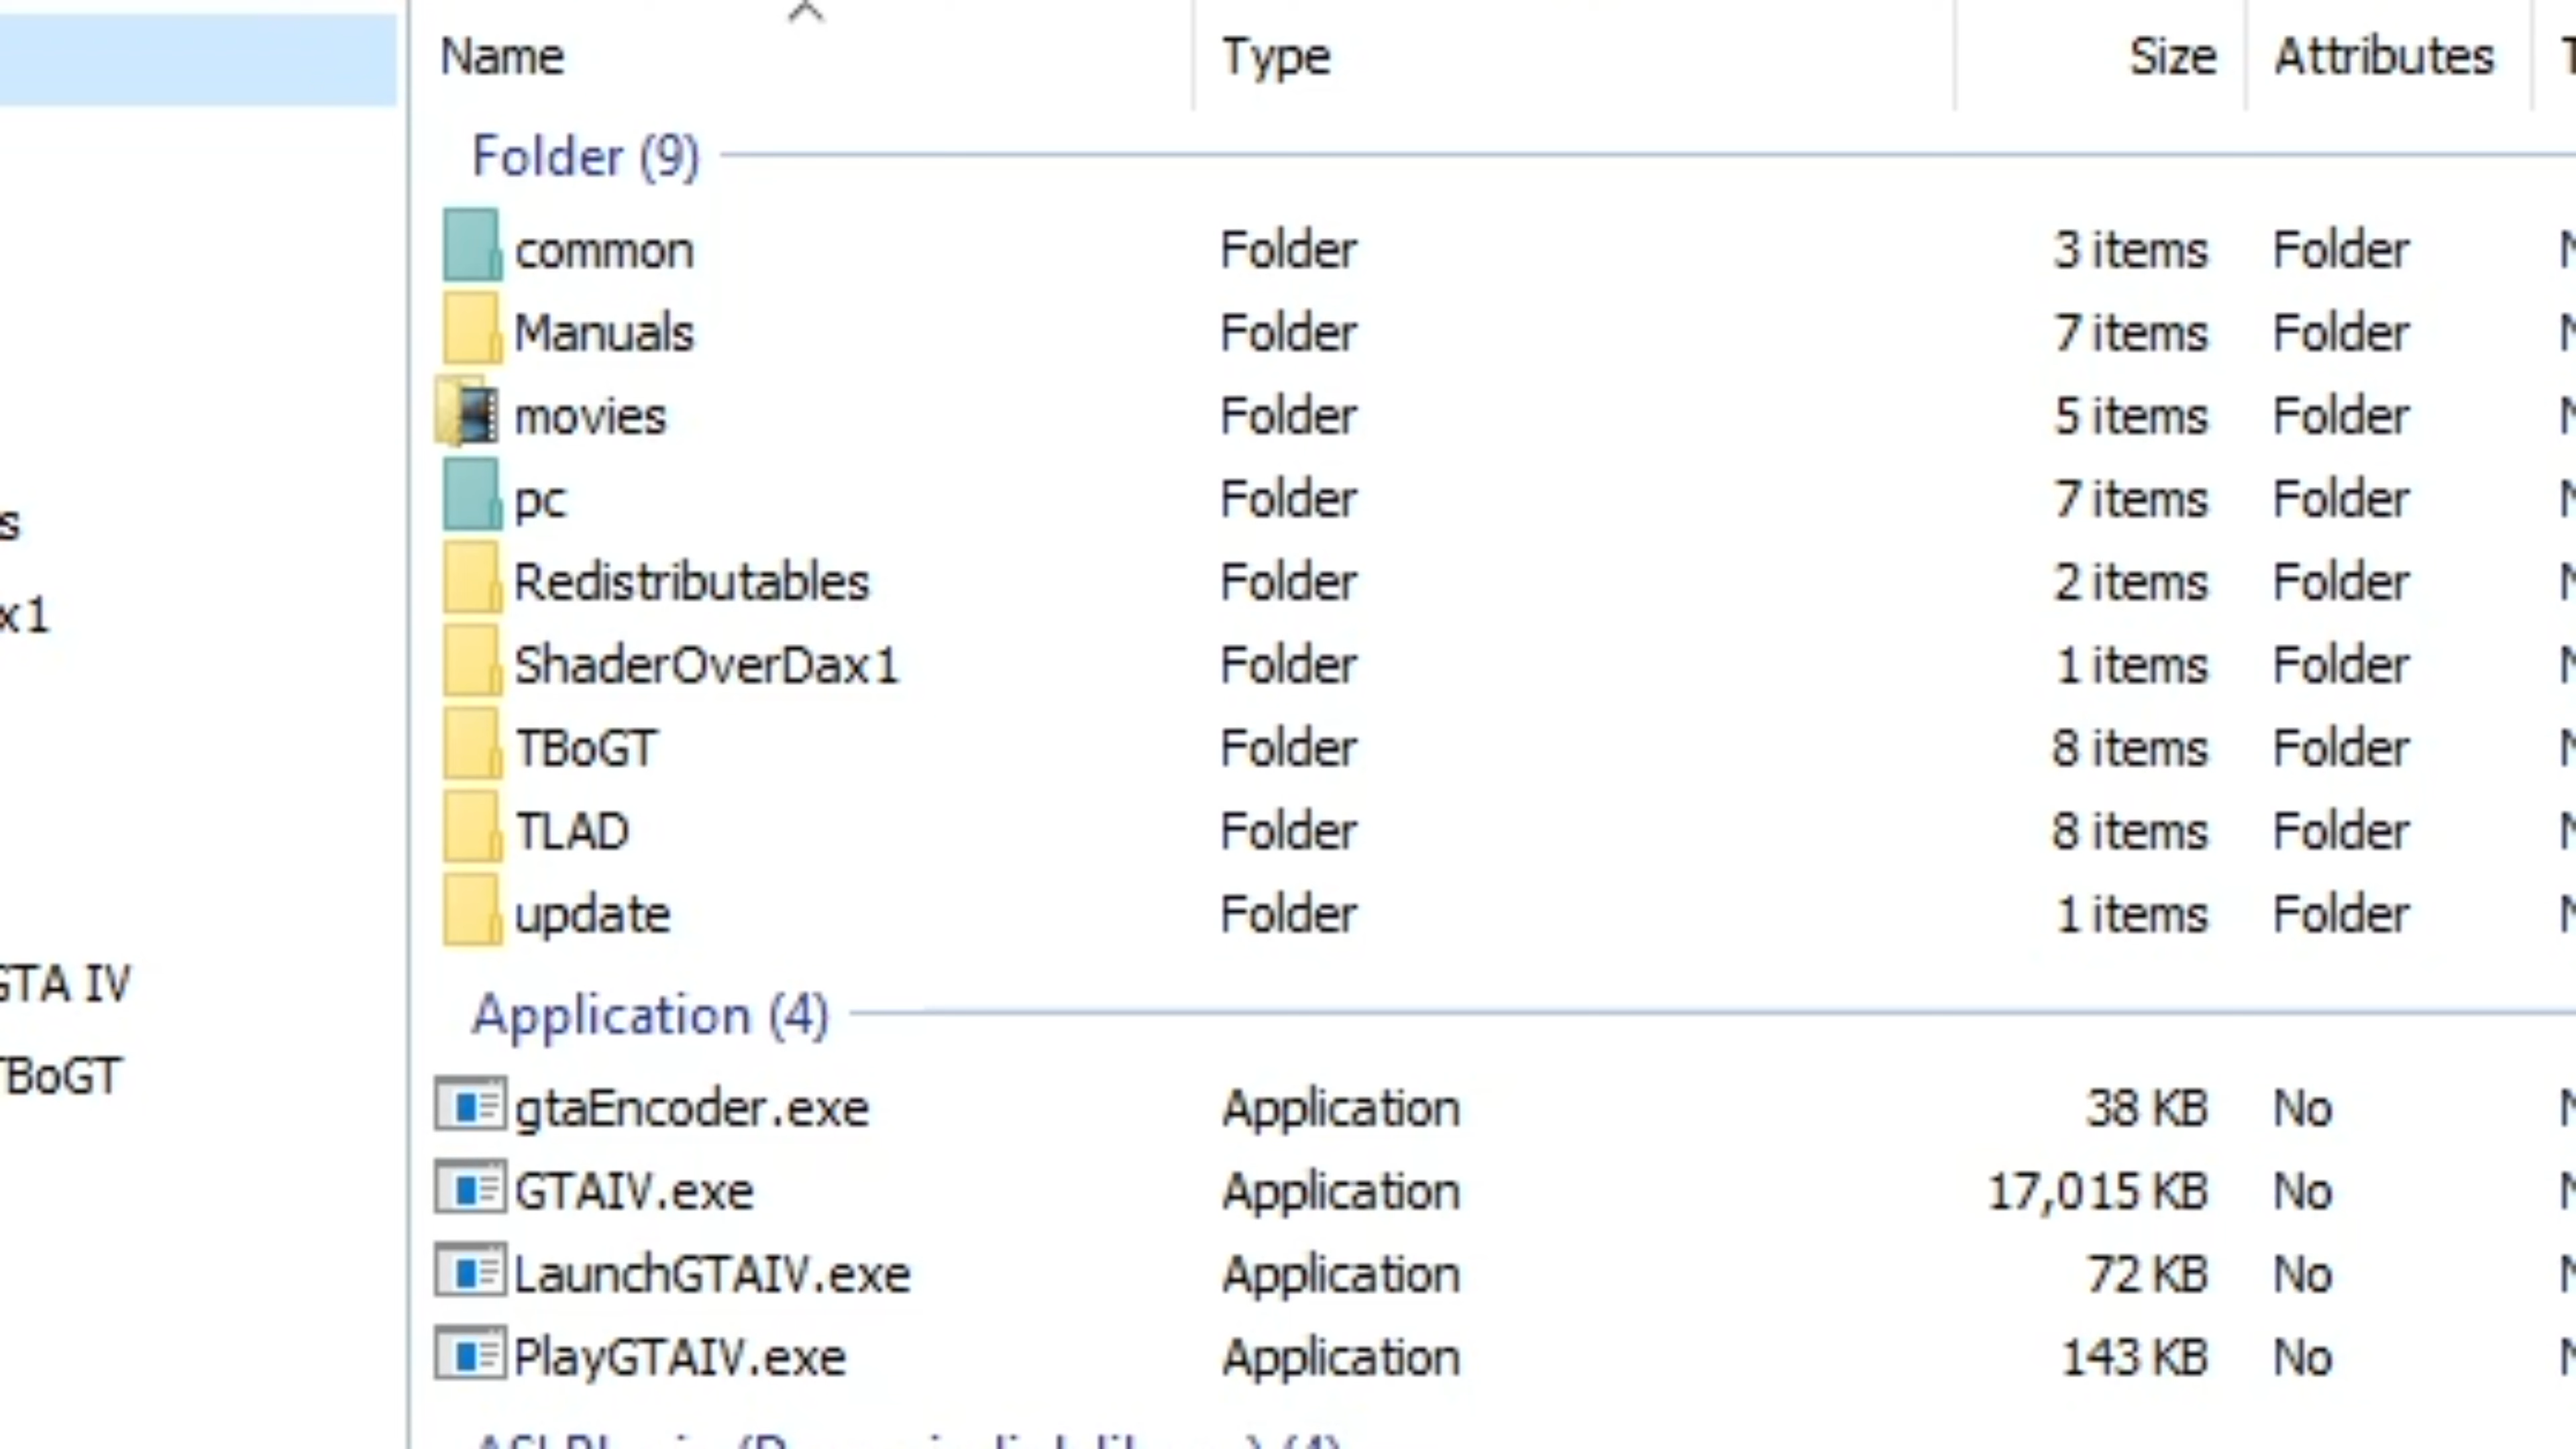 Name Type Size Attributes
Folder (9)
common Folder 3 items Folder
Manuals Folder 7 items Folder
movies Folder 5 items Folder
pc Folder 7 items Folder
s
Redistributables Folder 2 items Folder
x1
ShaderOverDax1 Folder 1 items Folder
TBoGT Folder 8 items Folder
TLAD Folder 8 items Folder
update Folder 1 items Folder
GTA IV
Application (4)
TBoGT
gtaEncoder.exe Application 38 KB No
GTAIV.exe Application 17,015 KB No
LaunchGTAIV.exe Application 72 KB No
PlayGTAIV.exe Application 143 KB No